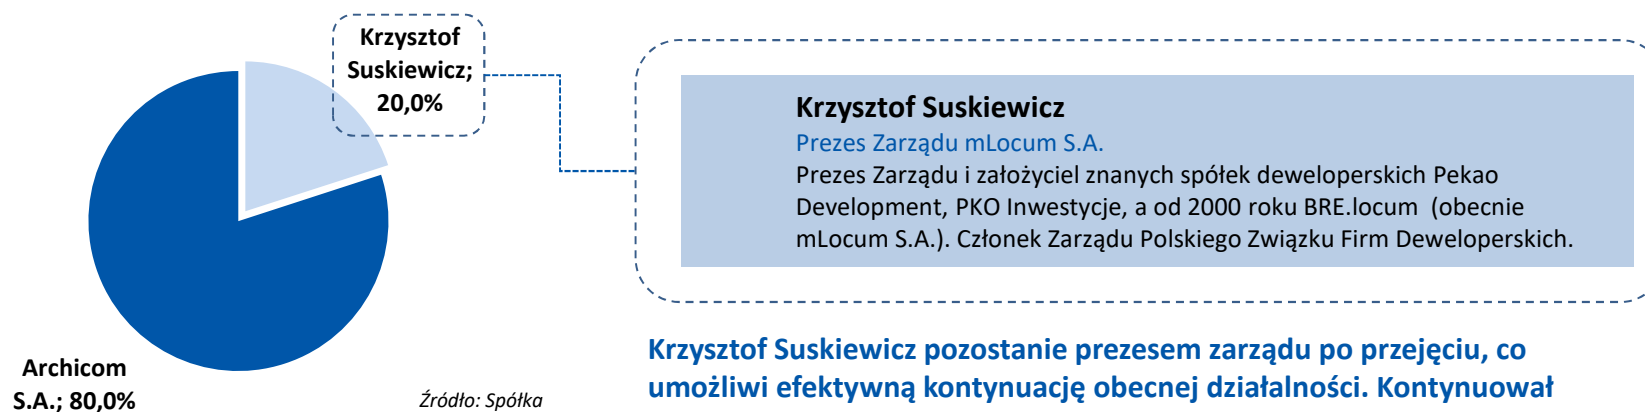 Krzysztof
Suskiewicz;
20,0%
Archicom
S.A.; 80,0%
Źródło: Spółka
Krzysztof Suskiewicz
Prezes Zarządu mLocum S.A.
Prezes Zarządu i założyciel znanych spółek deweloperskich Pekao
Development, PKO Inwestycje, a od 2000 roku BRE.locum (obecnie
mLocum S.A.). Członek Zarządu Polskiego Związku Firm Deweloperskich.
Krzysztof Suskiewicz pozostanie prezesem zarządu po przejęciu, co
umożliwi efektywną kontynuację obecnej działalności. Kontynuował